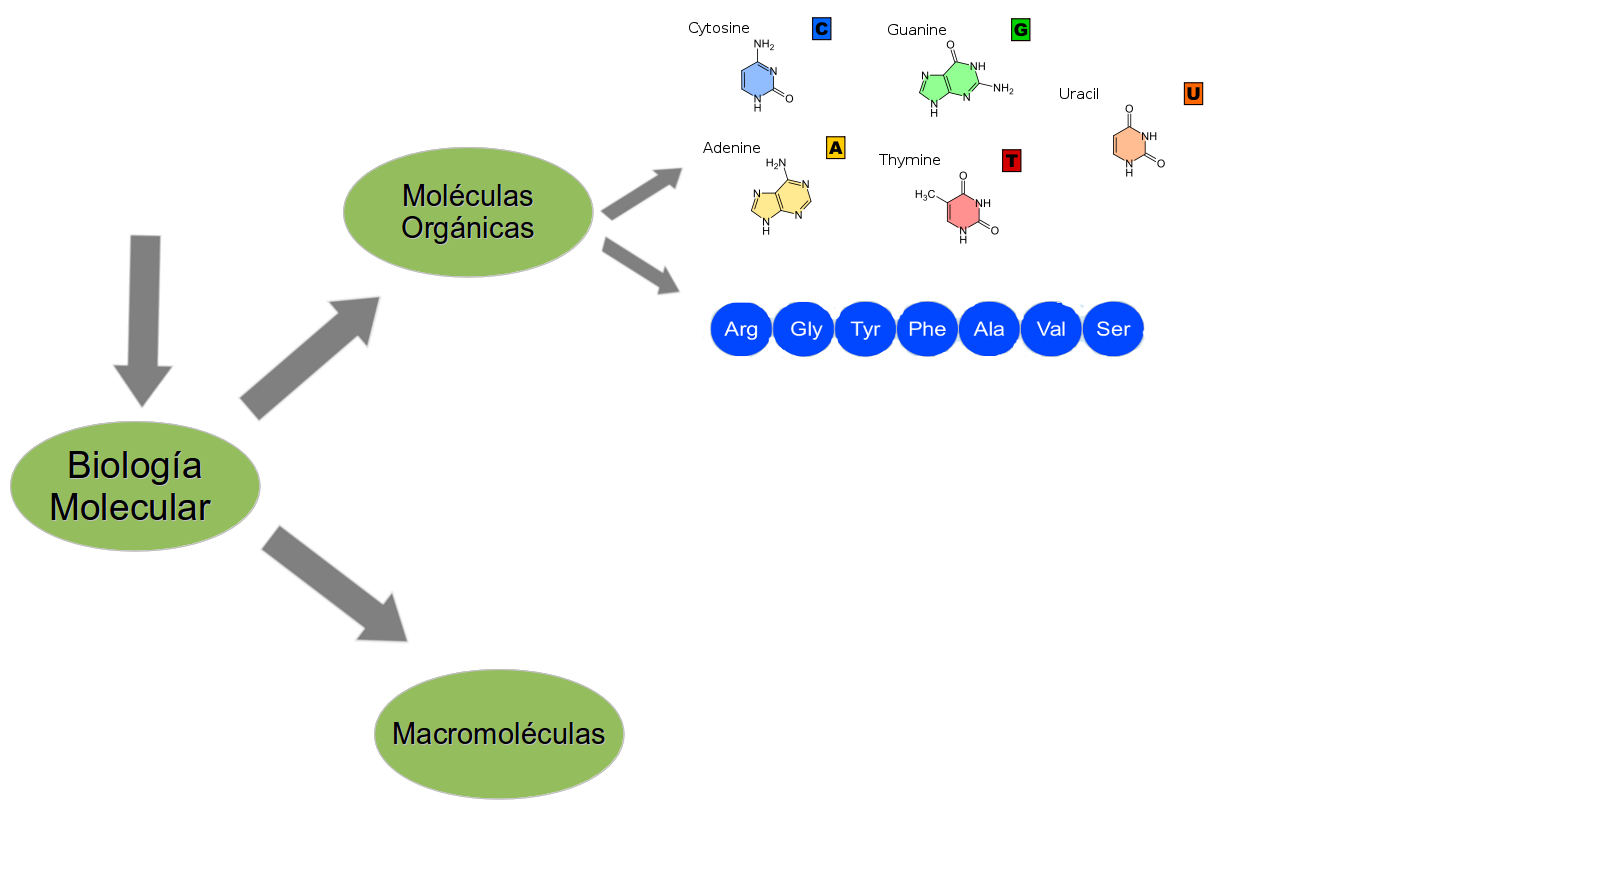 Cytosine
C
NH2
N
O
N
H
Guanine
G
O
N
NH
N
H
N
NH2
Uracil
U
O
NH
N
H
O
Adenine
A
H2N
N
N
N
H
N
Thymine
T
O
H3C
NH
N
H
O
Moléculas
Orgánicas
Arg Gly Tyr Phe Ala Val Ser
Biología
Molecular
Macromoléculas